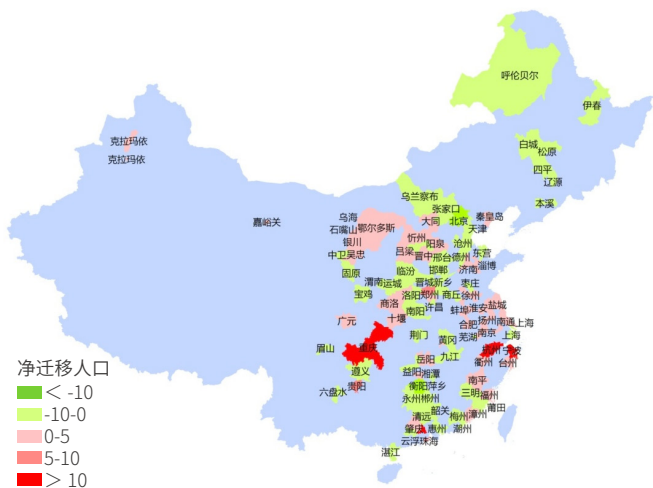 呼伦贝尔
伊春
克拉玛依
克拉玛依
白城
松原
四平
辽源
本溪
乌兰察布
张家口
北京
秦皇岛
天津
乌海
石嘴山
鄂尔多斯
大同
嘉峪关
银川
忻州
阳泉
沧州
中卫吴忠
吕梁
晋中
邢台
德州
东营
固原
临汾
邯郸
济南
淄博
渭南
运城
晋城
新乡
枣庄
宝鸡
洛阳
郑州
商丘
徐州
商洛
许昌
蚌埠
淮安
盐城
广元
十堰
南阳
扬州
南通
上海
合肥
南京
荆门
黄冈
芜湖
上海
眉山
重庆
杭州
宁波
九江
衢州
台州
遵义
岳阳
益阳
湘潭
六盘水
贵阳
衡阳
萍乡
南平
永州
郴州
三明
福州
韶关
莆田
清远
梅州
漳州
肇庆
惠州
潮州
云浮
珠海
湛江
净迁移人口
< -10
-10-0
0-5
5-10
> 10